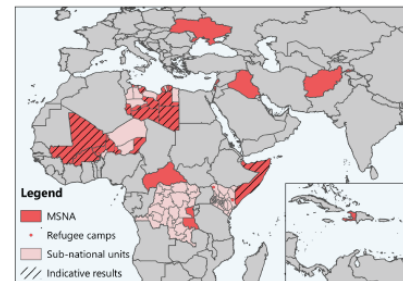 Legend
MSNA
Refugee camps
Sub-national units
Indicative results